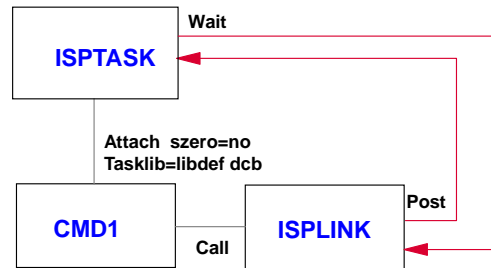 Wait
ISPTASK
Attach szero=no
Tasklib=libdef dcb
CMD1
Call
ISPLINK
Post